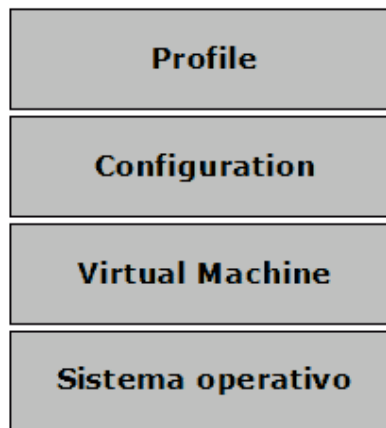 Profile
Configuration
Virtual Machine
Sistema operativo